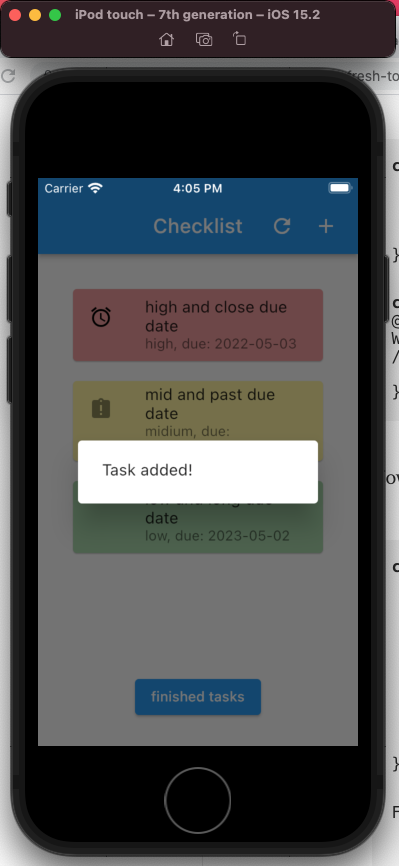 iPod touch – 7th generation – iOS 15.2
fresh-to
Carrier
4:05 PM
Checklist
high and close due
date
high, due: 2022-05-03
mid and past due
date
midium, due:
Task added!
date
low, due: 2023-05-02
finished tasks